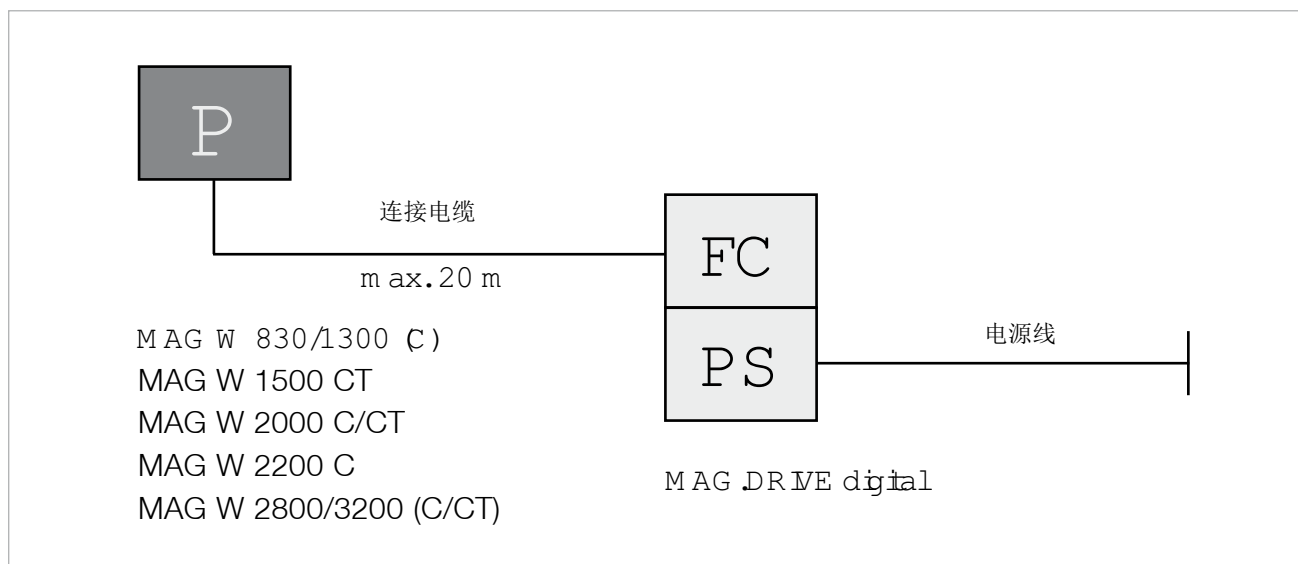 P
连接电缆
FC
max. 20 m
MAG W 830/1300 (C)
电源线
PS
MAG W 1500 CT
MAG W 2000 C/CT
MAG W 2200 C
MAG W 2800/3200 (C/CT)
MAG.DRIVE digital